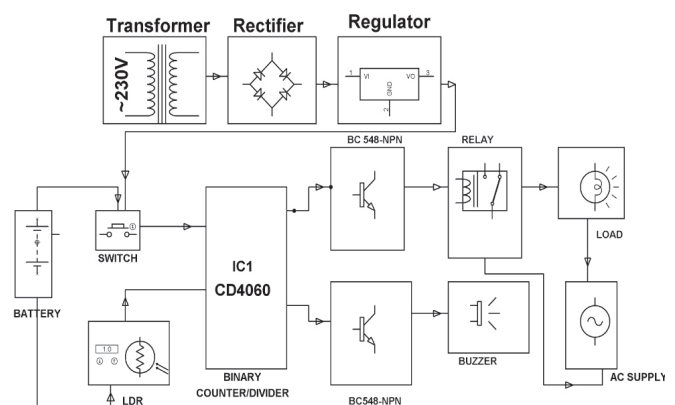 Transformer
Rectifier
Regulator
~230V
1
VI
VO
3
GND
2
BC 548-NPN
RELAY
LOAD
SWITCH
IC1
CD4060
BATTERY
1.0
LDR
BINARY
COUNTER/DIVIDER
BC548-NPN
BUZZER
AC SUPPLY